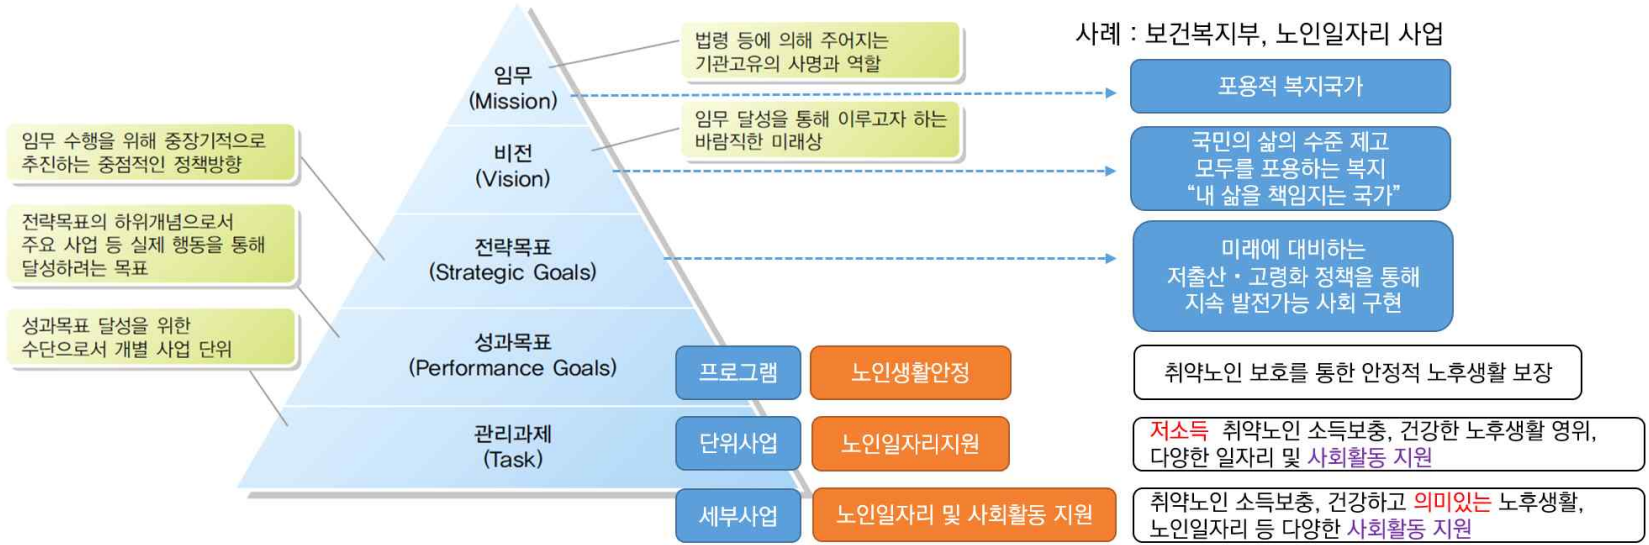 사례 : 보건복지부, 노인일자리 사업
임무
(Mission)
법령 등에 의해 주어지는
기관고유의 사명과 역할
포용적 복지국가
비전
(Vision)
임무 달성을 통해 이루고자 하는
바람직한 미래상
국민의 삶의 수준 제고
모두를 포용하는 복지
“내 삶을 책임지는 국가”
임무 수행을 위해 중장기적으로
추진하는 중점적인 정책방향
전략목표
(Strategic Goals)
미래에 대비하는
저출산・고령화 정책을 통해
지속 발전가능 사회 구현
전략목표의 하위개념으로서
주요 사업 등 실제 행동을 통해
달성하려는 목표
성과목표
(Performance Goals)
프로그램
노인생활안정
취약노인 보호를 통한 안정적 노후생활 보장
성과목표 달성을 위한
수단으로서 개별 사업 단위
관리과제
(Task)
단위사업
노인일자리지원
저소득 취약노인 소득보충, 건강한 노후생활 영위,
다양한 일자리 및 사회활동 지원
세부사업
노인일자리 및 사회활동 지원
취약노인 소득보충, 건강하고 의미있는 노후생활,
노인일자리 등 다양한 사회활동 지원